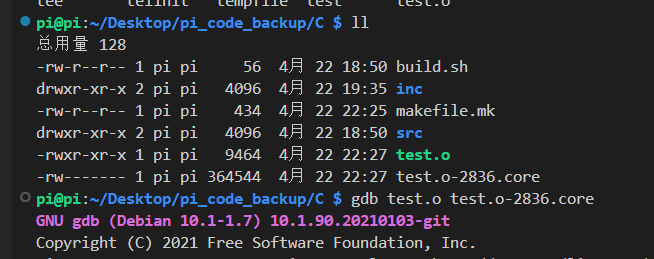 pi@pi:~/Desktop/pi_code_backup/C $ ll
总用量 128
-rw-r--r-- 1 pi pi 56 4月 22 18:50 build.sh
drwxr-xr-x 2 pi pi 4096 4月 22 19:35 inc
-rw-r--r-- 1 pi pi 434 4月 22 22:25 makefile.mk
drwxr-xr-x 2 pi pi 4096 4月 22 18:50 src
-rwxr-xr-x 1 pi pi 9464 4月 22 22:27 test.o
-rw------- 1 pi pi 364544 4月 22 22:27 test.o-2836.core
pi@pi:~/Desktop/pi_code_backup/C $ gdb test.o test.o-2836.core
GNU gdb (Debian 10.1-1.7) 10.1.90.20210103-git
Copyright (C) 2021 Free Software Foundation, Inc.